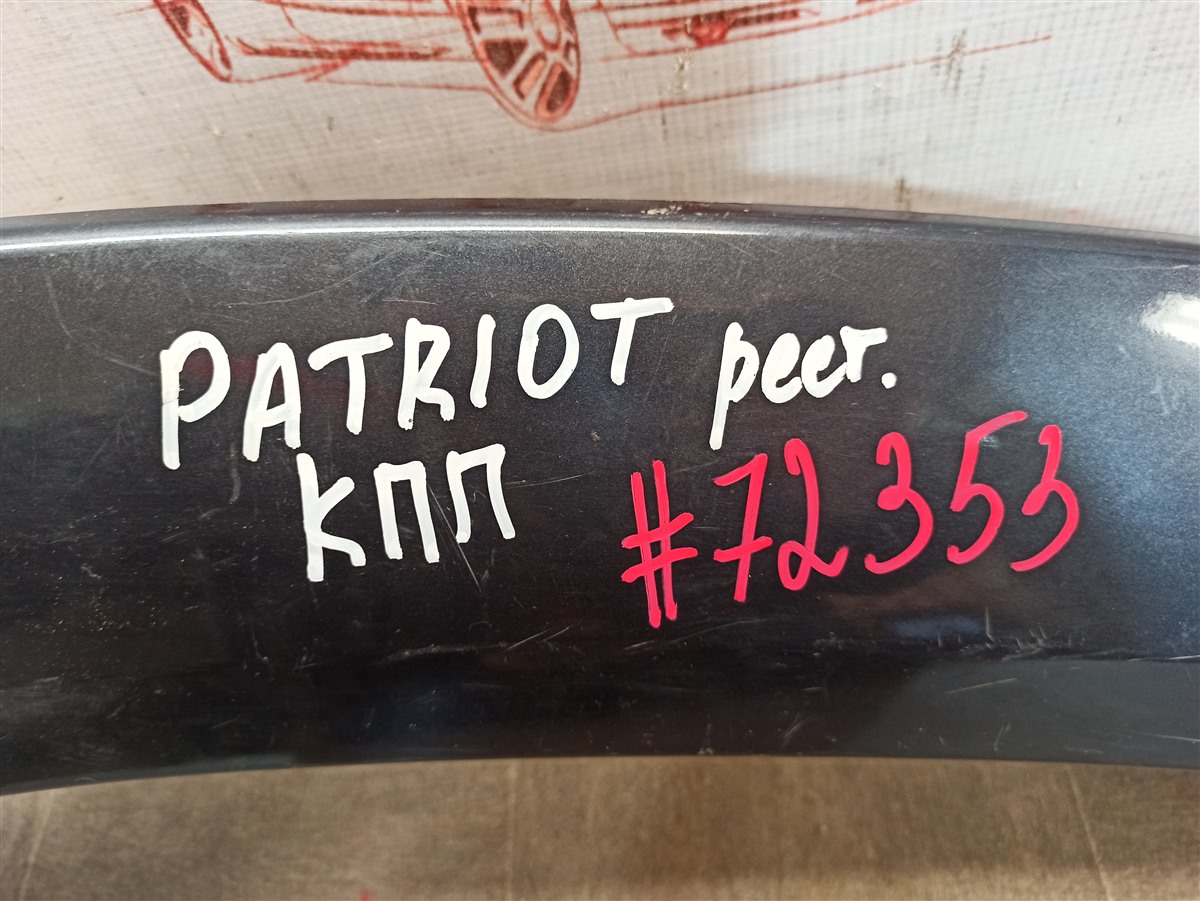 PATRIOT рест.
КПП #72353